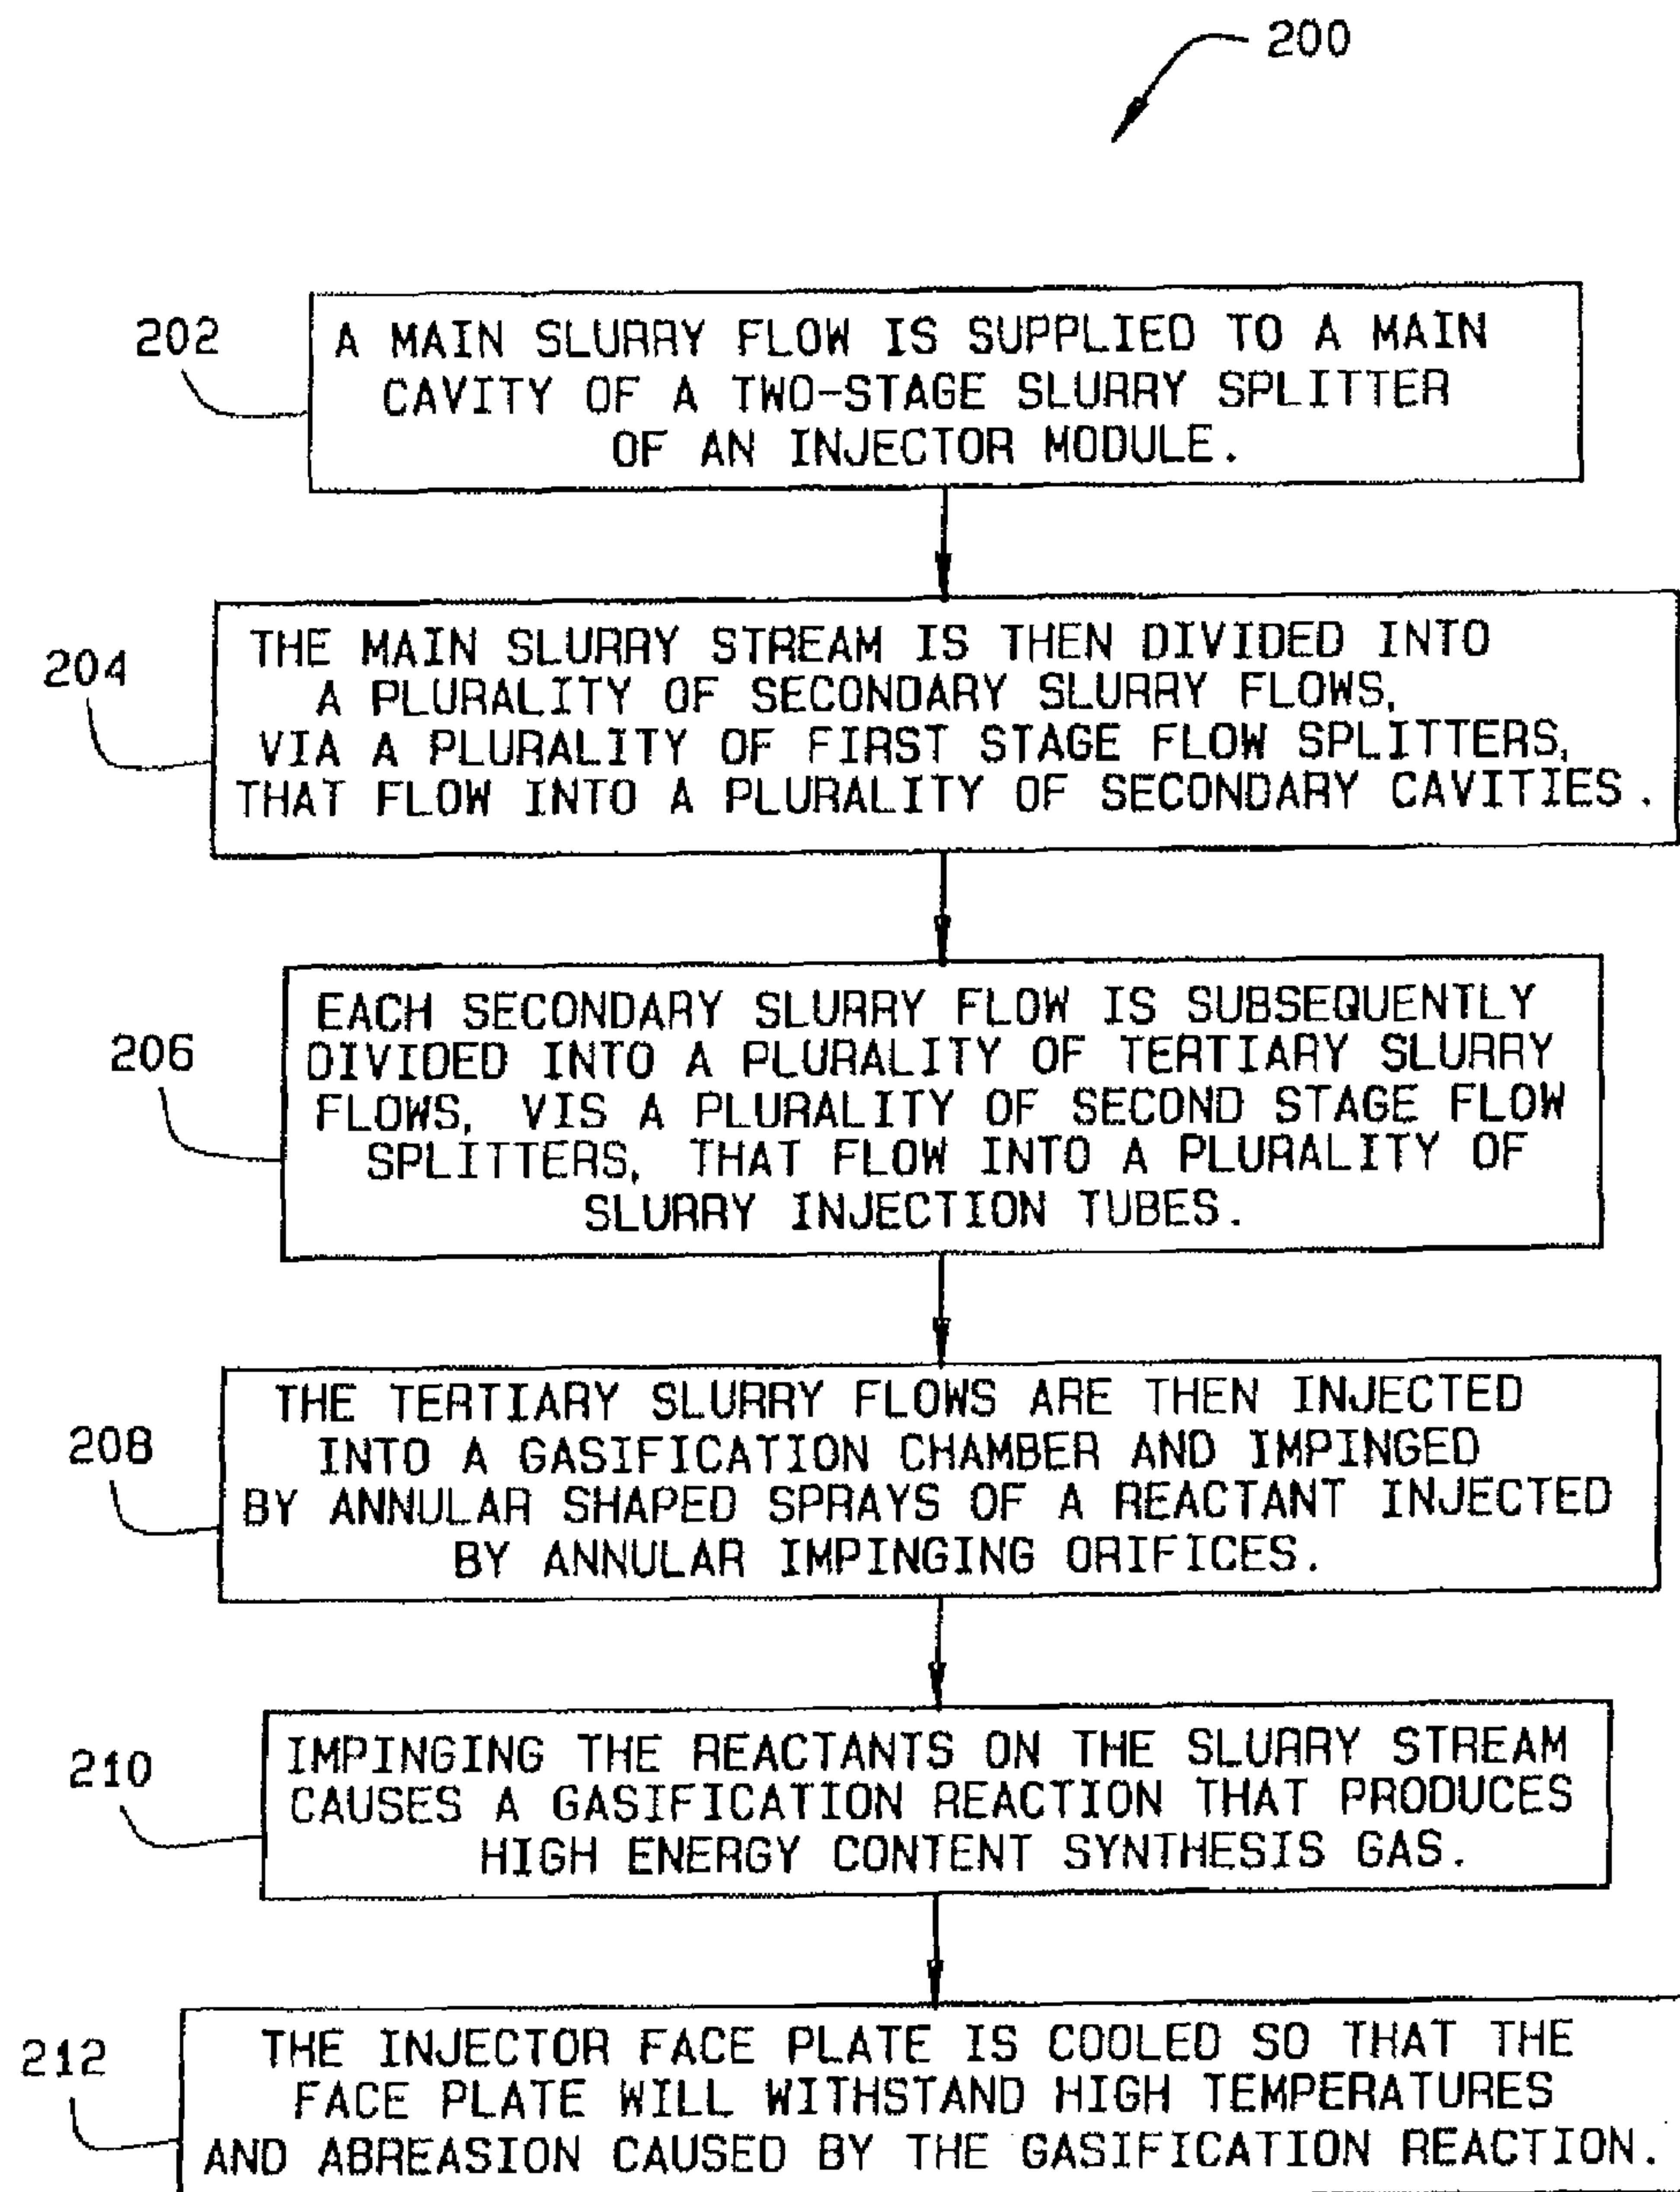 200
202
A MAIN SLURRY FLOW IS SUPPLIED TO A MAIN
CAVITY OF A TWO-STAGE SLURRY SPLITTER
OF AN INJECTOR MODULE.
204
THE MAIN SLURRY STREAM IS THEN DIVIDED INTO
A PLURALITY OF SECONDARY SLURRY FLOWS,
VIA A PLURALITY OF FIRST STAGE FLOW SPLITTERS,
THAT FLOW INTO A PLURALITY OF SECONDARY CAVITIES.
206
EACH SECONDARY SLURRY FLOW IS SUBSEQUENTLY
DIVIDED INTO A PLURALITY OF TERTIARY SLURRY
FLOWS, VIS A PLURALITY OF SECOND STAGE FLOW
SPLITTERS, THAT FLOW INTO A PLURALITY OF
SLURRY INJECTION TUBES.
208
THE TERTIARY SLURRY FLOWS ARE THEN INJECTED
INTO A GASIFICATION CHAMBER AND IMPINGED
BY ANNULAR SHAPED SPRAYS OF A REACTANT INJECTED
BY ANNULAR IMPINGING ORIFICES.
210
IMPINGING THE REACTANTS ON THE SLURRY STREAM
CAUSES A GASIFICATION REACTION THAT PRODUCES
HIGH ENERGY CONTENT SYNTHESIS GAS.
212
THE INJECTOR FACE PLATE IS COOLED SO THAT THE
FACE PLATE WILL WITHSTAND HIGH TEMPERATURES
AND ABREASION CAUSED BY THE GASIFICATION REACTION.